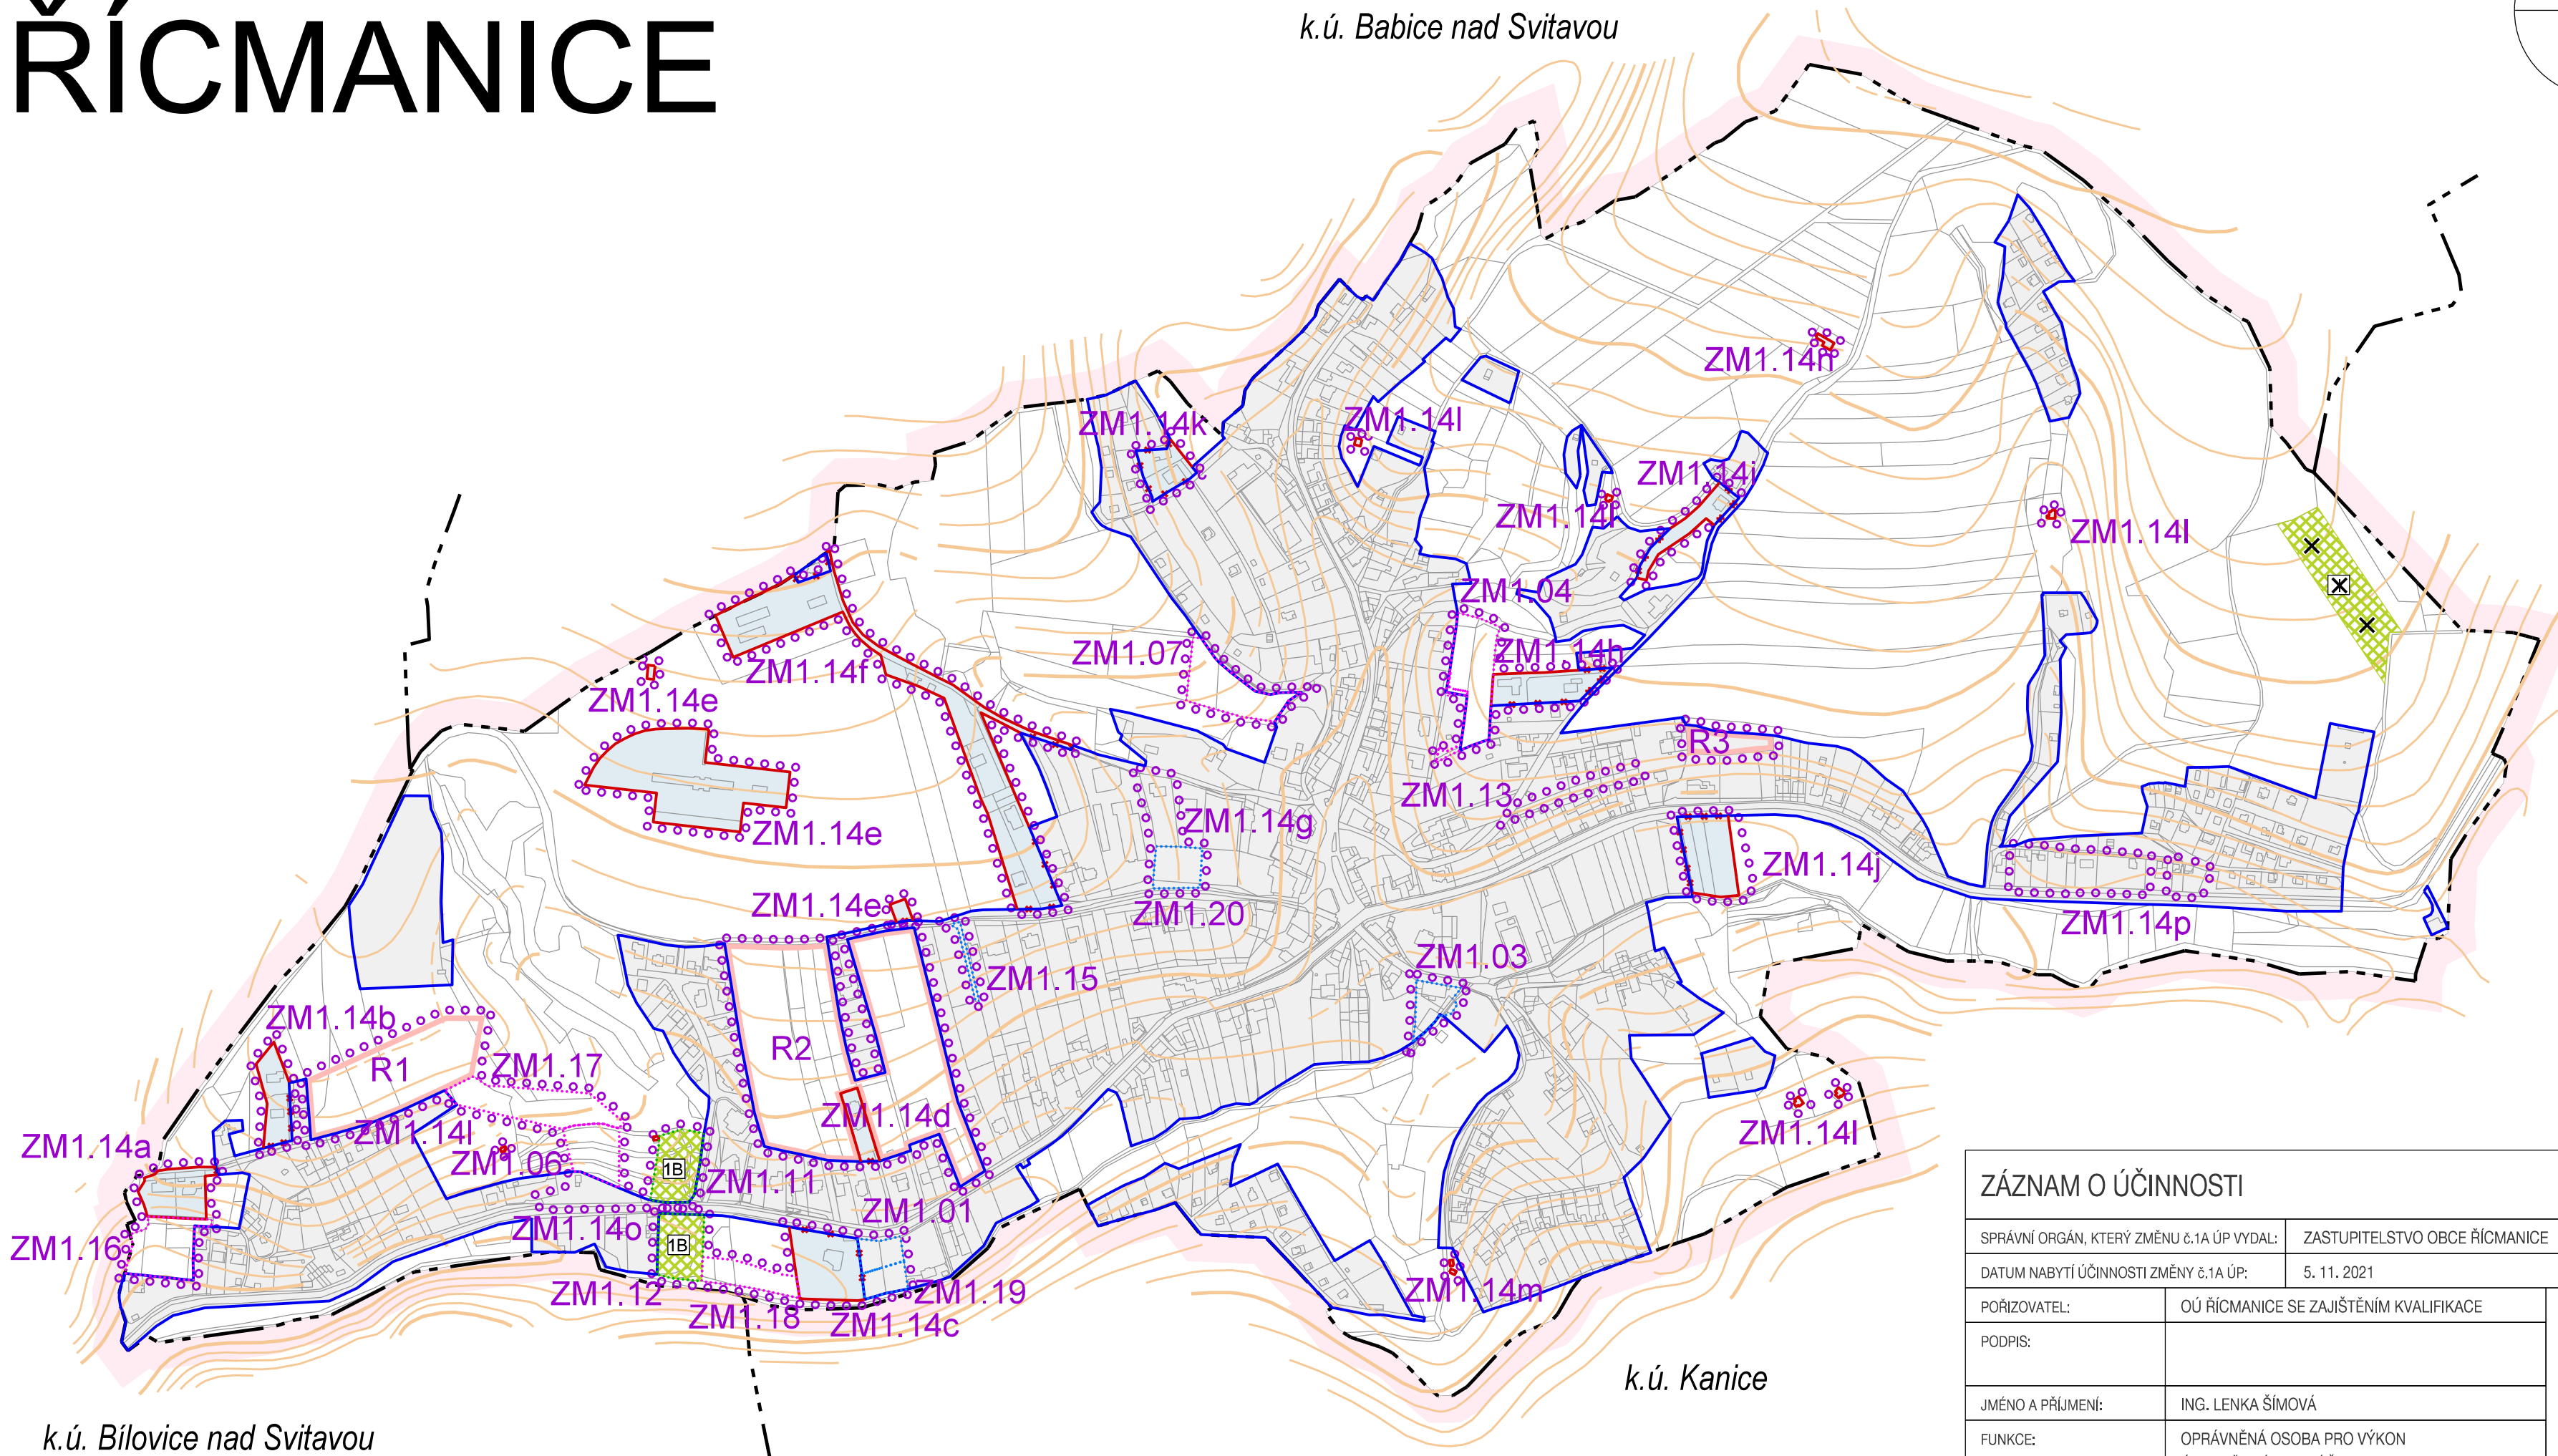 ŘÍCMANICE
k.ú. Babice nad Svitavou
ZM1.14n
ZM1.14k
ZM1.14l
ZM1.14i
ZM1.14l
ZM1.14l
ZM1.04
ZM1.07
ZM1.14h
ZM1.14f
ZM1.14e
R3
ZM1.13
ZM1.14g
ZM1.14e
ZM1.14j
ZM1.14e
ZM1.20
ZM1.14p
ZM1.03
ZM1.15
ZM1.14b
R2
R1
ZM1.17
ZM1.14d
ZM1.14l
ZM1.14l
ZM1.14a
ZM1.06
1B
ZM1.11
ZM1.01
ZM1.14o
1B
ZM1.16
ZM1.12
ZM1.19
ZM1.14m
ZM1.18
ZM1.14c
k.ú. Kanice
k.ú. Bílovice nad Svitavou
ZÁZNAM O ÚČINNOSTI
SPRÁVNÍ ORGÁN, KTERÝ ZMĚNU č.1A ÚP VYDAL: ZASTUPITELSTVO OBCE ŘÍCMANICE
DATUM NABYTÍ ÚČINNOSTI ZMĚNY č.1A ÚP: 5. 11. 2021
POŘIZOVATEL: OÚ ŘÍCMANICE SE ZAJIŠTĚNÍM KVALIFIKACE
PODPIS:
JMÉNO A PŘÍJMENÍ: ING. LENKA ŠÍMOVÁ
FUNKCE: OPRÁVNĚNÁ OSOBA PRO VÝKON